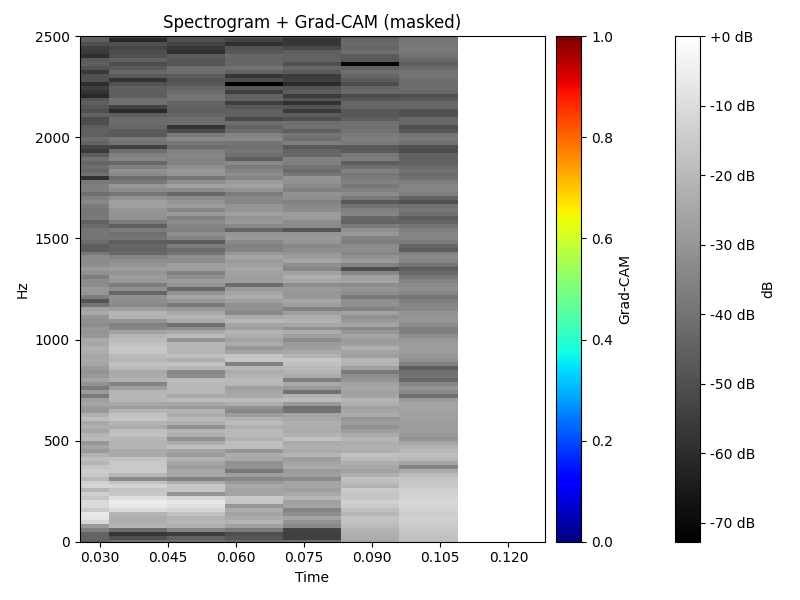 Spectrogram + Grad-CAM (masked)
2500
2000
1500
1000
500
0
Hz
0.030
0.045
0.060
0.075
0.090
0.105
0.120
Time
1.0
0.8
0.6
0.4
0.2
0.0
Grad-CAM
+0 dB
-10 dB
-20 dB
-30 dB
-40 dB
-50 dB
-60 dB
-70 dB
dB